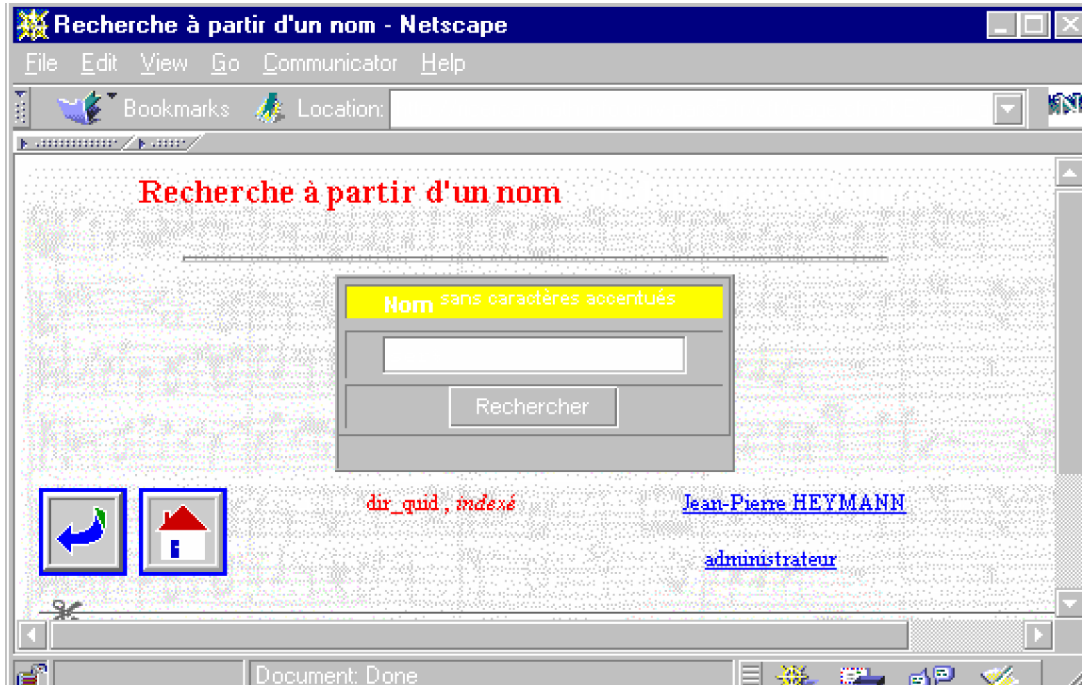 Recherche à partir d'un nom - Netscape
File Edit View Go Communicator Help
Bookmarks Location:
Recherche à partir d'un nom
Nom sans caractères accentués
Rechercher
dir_quid , indexé Jean-Pierre HEYMANN
administrateur
Document: Done